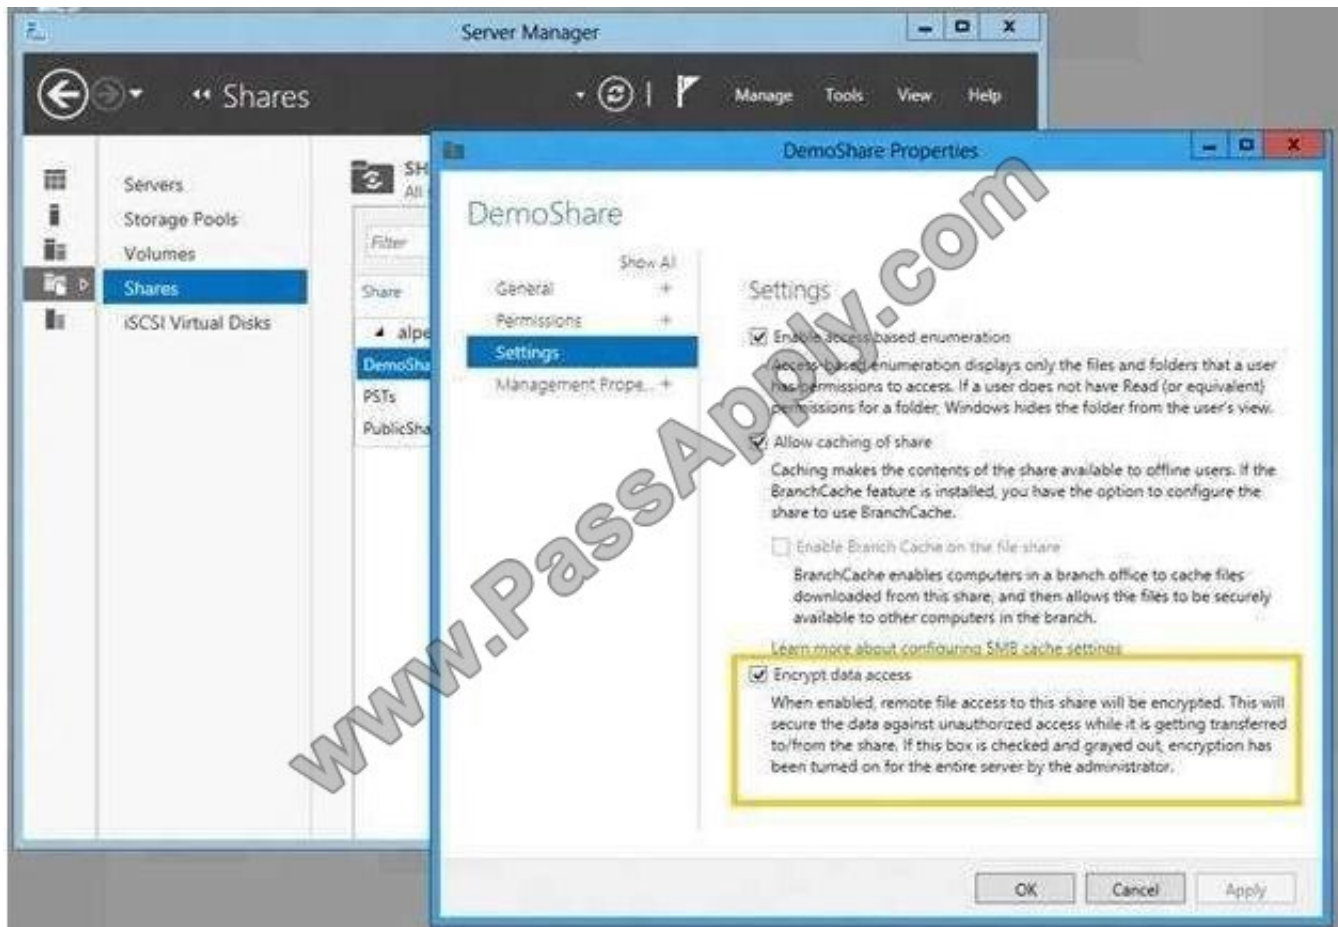 Server Manager
Shares
Manage Tools View Help
Servers
Storage Pools
Volumes
Shares
iSCSI Virtual Disks
SH
All
Filter
Share
alpe
DemoSha
PSTs
PublicSha
DemoShare Properties
DemoShare
Show All
General +
Permissions +
Settings
Management Prope... +
Settings
Enable access-based enumeration
Access-based enumeration displays only the files and folders that a user
has permissions to access. If a user does not have Read (or equivalent)
permissions for a folder, Windows hides the folder from the user's view.
Allow caching of share
Caching makes the contents of the share available to offline users. If the
BranchCache feature is installed, you have the option to configure the
share to use BranchCache.
Enable Branch Cache on the file share
BranchCache enables computers in a branch office to cache files
downloaded from this share, and then allows the files to be securely
available to other computers in the branch.
Learn more about configuring SMB cache settings
Encrypt data access
When enabled, remote file access to this share will be encrypted. This will
secure the data against unauthorized access while it is getting transferred
to/from the share. If this box is checked and grayed out, encryption has
been turned on for the entire server by the administrator.
OK Cancel Apply
www.PassApply.com